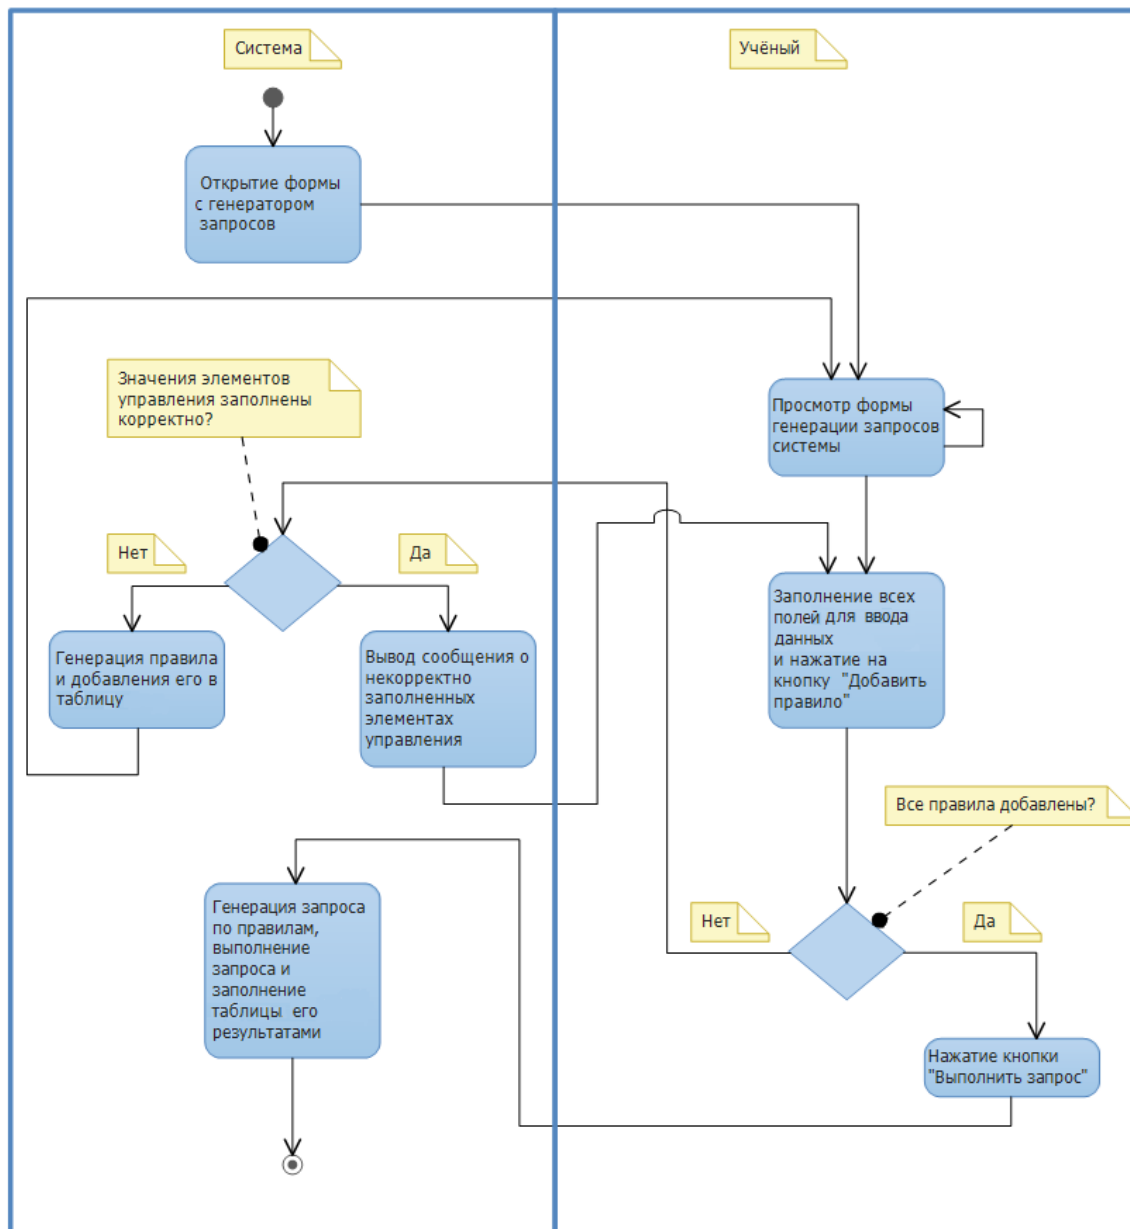 Система
Учёный
Открытие формы
с генератором
запросов
Значения элементов
управления заполнены
корректно?
Просмотр формы
генерации запросов
системы
Нет
Да
Генерация правила
и добавления его в
таблицу
Вывод сообщения о
некорректно
заполненных
элементах
управления
Заполнение всех
полей для ввода
данных
и нажатие на
кнопку "Добавить
правило"
Все правила добавлены?
Нет
Да
Генерация запроса
по правилам,
выполнение
запроса и
заполнение
таблицы его
результатами
Нажатие кнопки
"Выполнить запрос"